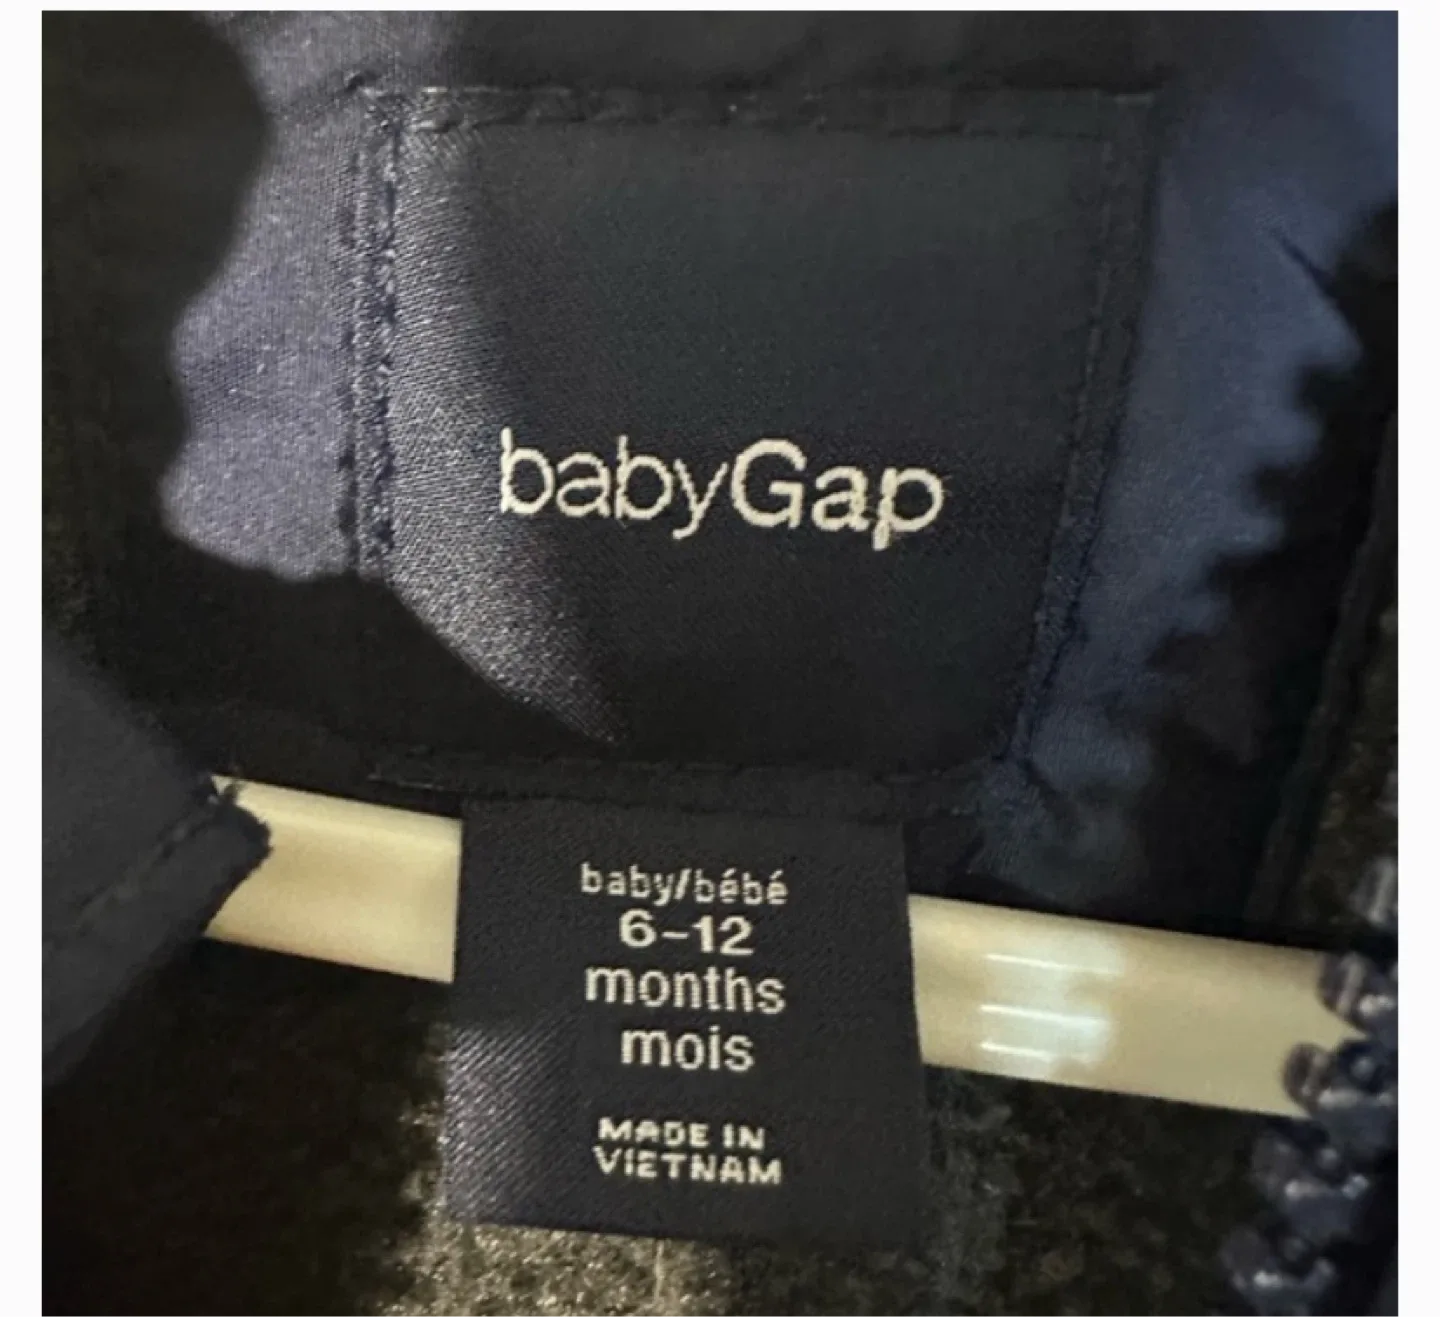 babyGap
baby/bébé
6-12
months
mois
MADE IN
VIETNAM